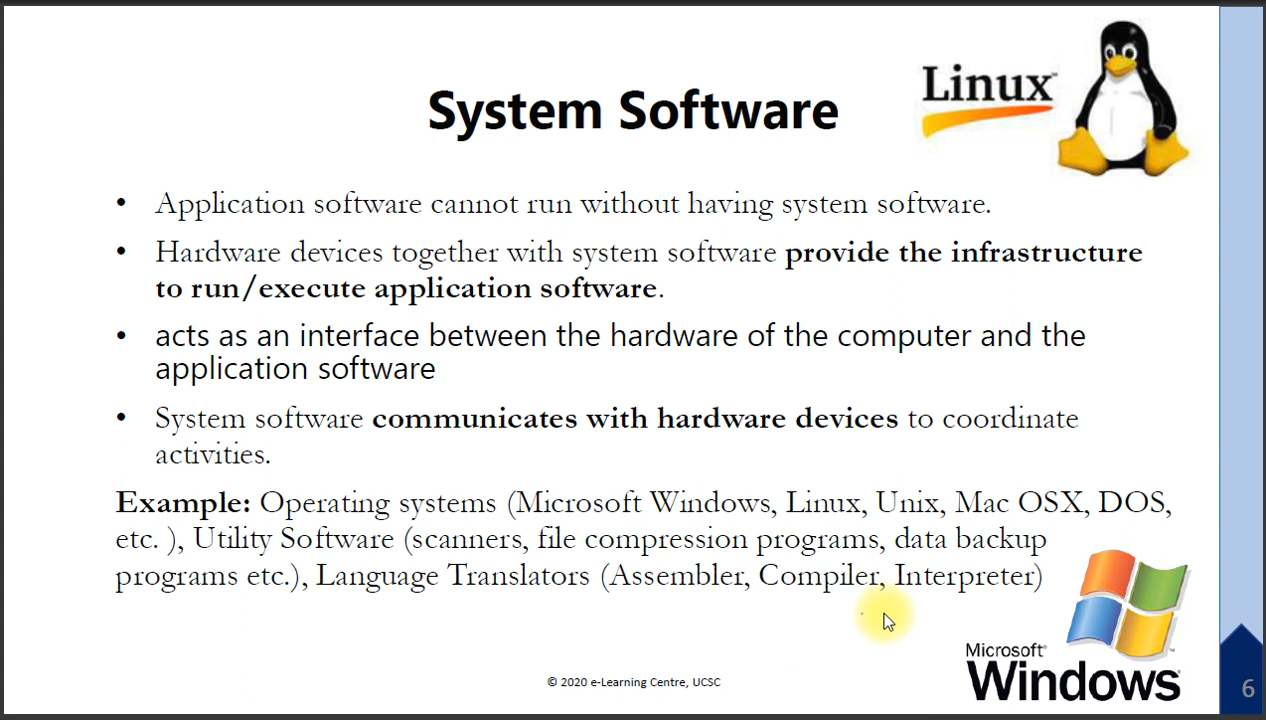 Linux™
System Software
• Application software cannot run without having system software.
• Hardware devices together with system software provide the infrastructure
to run/execute application software.
• acts as an interface between the hardware of the computer and the
application software
• System software communicates with hardware devices to coordinate
activities.
Example: Operating systems (Microsoft Windows, Linux, Unix, Mac OSX, DOS,
etc. ), Utility Software (scanners, file compression programs, data backup
programs etc.), Language Translators (Assembler, Compiler, Interpreter)
Microsoft®
Windows
© 2020 e-Learning Centre, UCSC
6